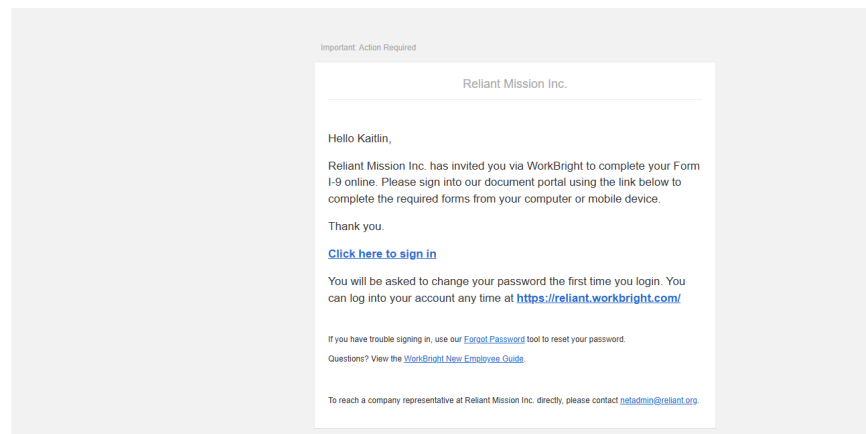 Important: Action Required
Reliant Mission Inc.
Hello Kaitlin,
Reliant Mission Inc. has invited you via WorkBright to complete your Form
I-9 online. Please sign into our document portal using the link below to
complete the required forms from your computer or mobile device.
Thank you.
Click here to sign in
You will be asked to change your password the first time you login. You
can log into your account any time at https://reliant.workbright.com/
If you have trouble signing in, use our Forgot Password tool to reset your password.
Questions? View the WorkBright New Employee Guide.
To reach a company representative at Reliant Mission Inc. directly, please contact netadmin@reliant.org.